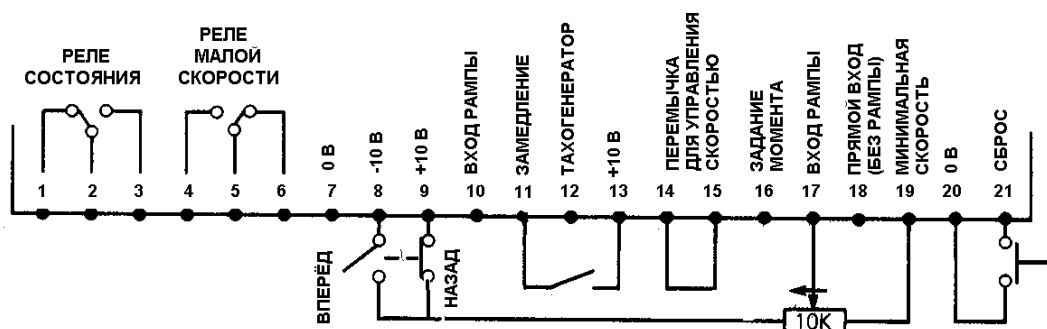 РЕЛЕ
СОСТОЯНИЯ
РЕЛЕ
МАЛОЙ
СКОРОСТИ
0 В
-10 В
+10 В
ВХОД РАМПЫ
ЗАМЕДЛЕНИЕ
ТАХОГЕНЕРАТОР
+10 В
ПЕРЕМЫЧКА
ДЛЯ УПРАВЛЕНИЯ
СКОРОСТЬЮ
ЗАДАНИЕ
МОМЕНТА
ВХОД РАМПЫ
ПРЯМОЙ ВХОД
(БЕЗ РАМПЫ)
МИНИМАЛЬНАЯ
СКОРОСТЬ
0 В
СБРОС
1 2 3 4 5 6 7 8 9 10 11 12 13 14 15 16 17 18 19 20 21
ВПЕРЁД
НАЗАД
10K